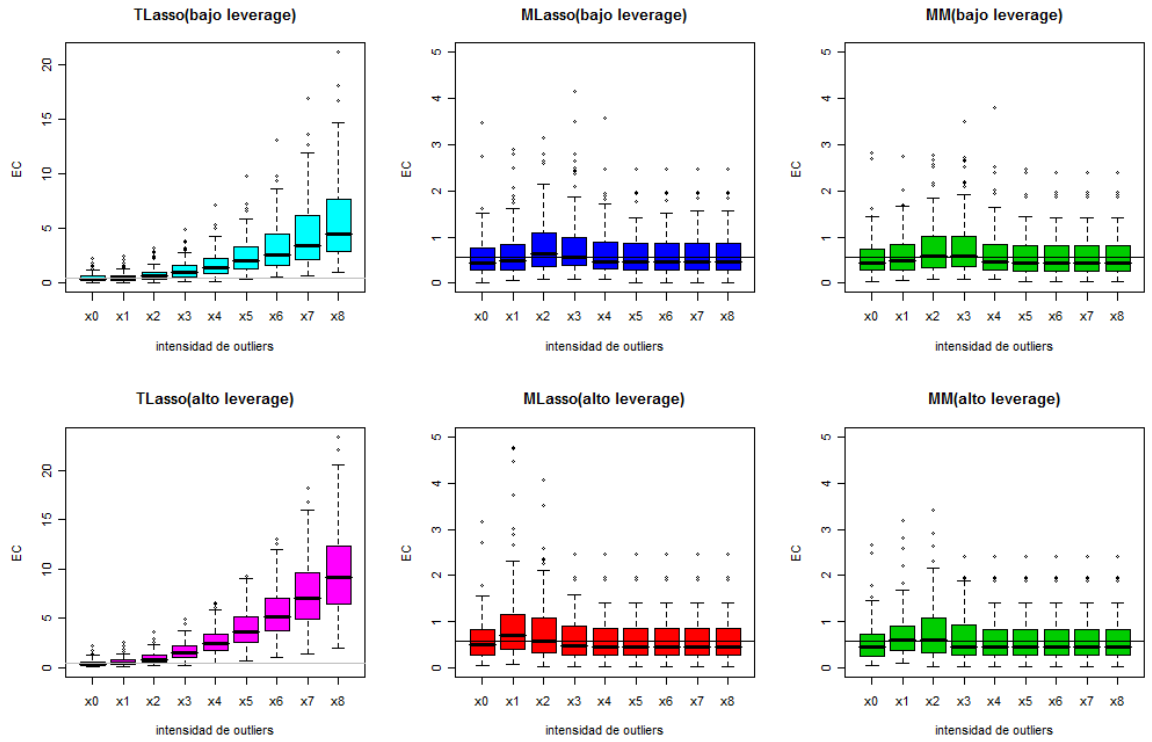 TLasso(bajo leverage)
EC
0 5 10 15 20
x0 x1 x2 x3 x4 x5 x6 x7 x8
intensidad de outliers
MLasso(bajo leverage)
EC
0 1 2 3 4 5
x0 x1 x2 x3 x4 x5 x6 x7 x8
intensidad de outliers
MM(bajo leverage)
EC
0 1 2 3 4 5
x0 x1 x2 x3 x4 x5 x6 x7 x8
intensidad de outliers
TLasso(alto leverage)
EC
0 5 10 15 20
x0 x1 x2 x3 x4 x5 x6 x7 x8
intensidad de outliers
MLasso(alto leverage)
EC
0 1 2 3 4 5
x0 x1 x2 x3 x4 x5 x6 x7 x8
intensidad de outliers
MM(alto leverage)
EC
0 1 2 3 4 5
x0 x1 x2 x3 x4 x5 x6 x7 x8
intensidad de outliers